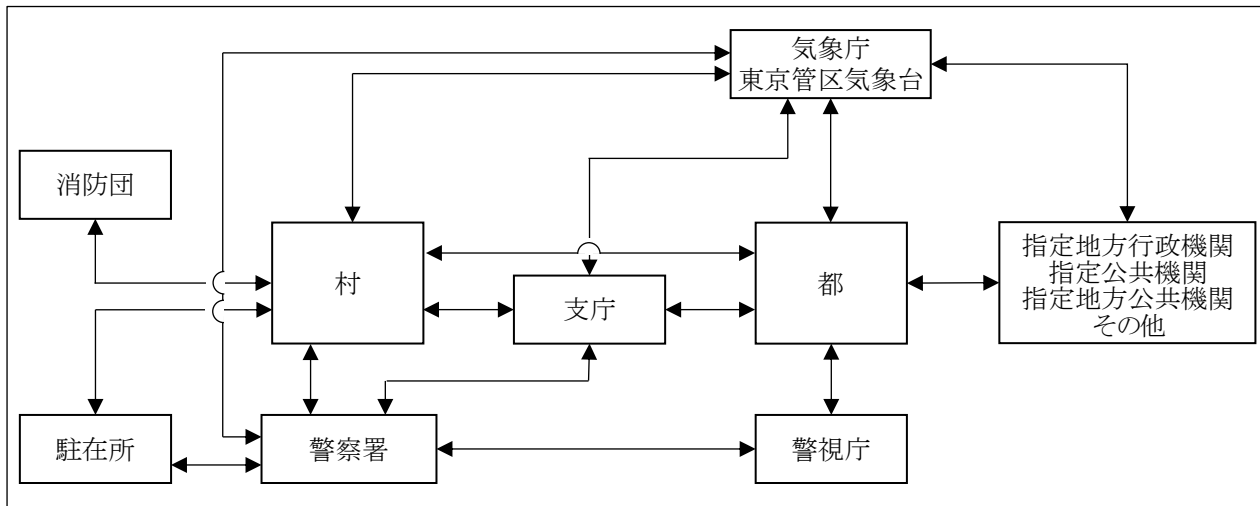 気象庁
東京管区気象台
消防団
村
支庁
都
指定地方行政機関
指定公共機関
指定地方公共機関
その他
駐在所
警察署
警視庁